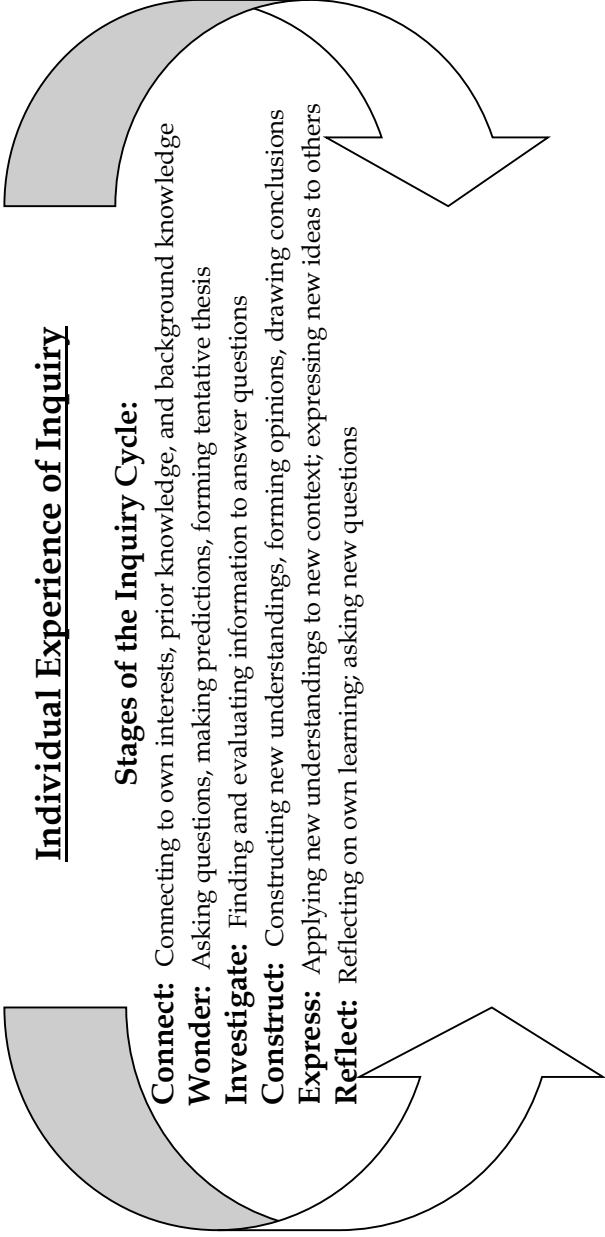 Individual Experience of Inquiry
Stages of the Inquiry Cycle:
Connect: Connecting to own interests, prior knowledge, and background knowledge
Wonder: Asking questions, making predictions, forming tentative thesis
Investigate: Finding and evaluating information to answer questions
Construct: Constructing new understandings, forming opinions, drawing conclusions
Express: Applying new understandings to new context; expressing new ideas to others
Reflect: Reflecting on own learning; asking new questions